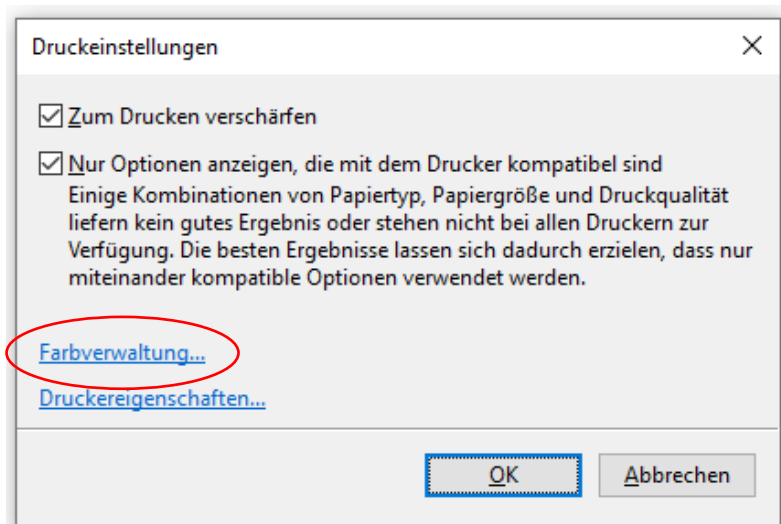 Druckeinstellungen
Zum Drucken verschärfen
Nur Optionen anzeigen, die mit dem Drucker kompatibel sind
Einige Kombinationen von Papiertyp, Papiergröße und Druckqualität
liefern kein gutes Ergebnis oder stehen nicht bei allen Druckern zur
Verfügung. Die besten Ergebnisse lassen sich dadurch erzielen, dass nur
miteinander kompatible Optionen verwendet werden.
Farbverwaltung...
Druckereigenschaften...
OK Abbrechen